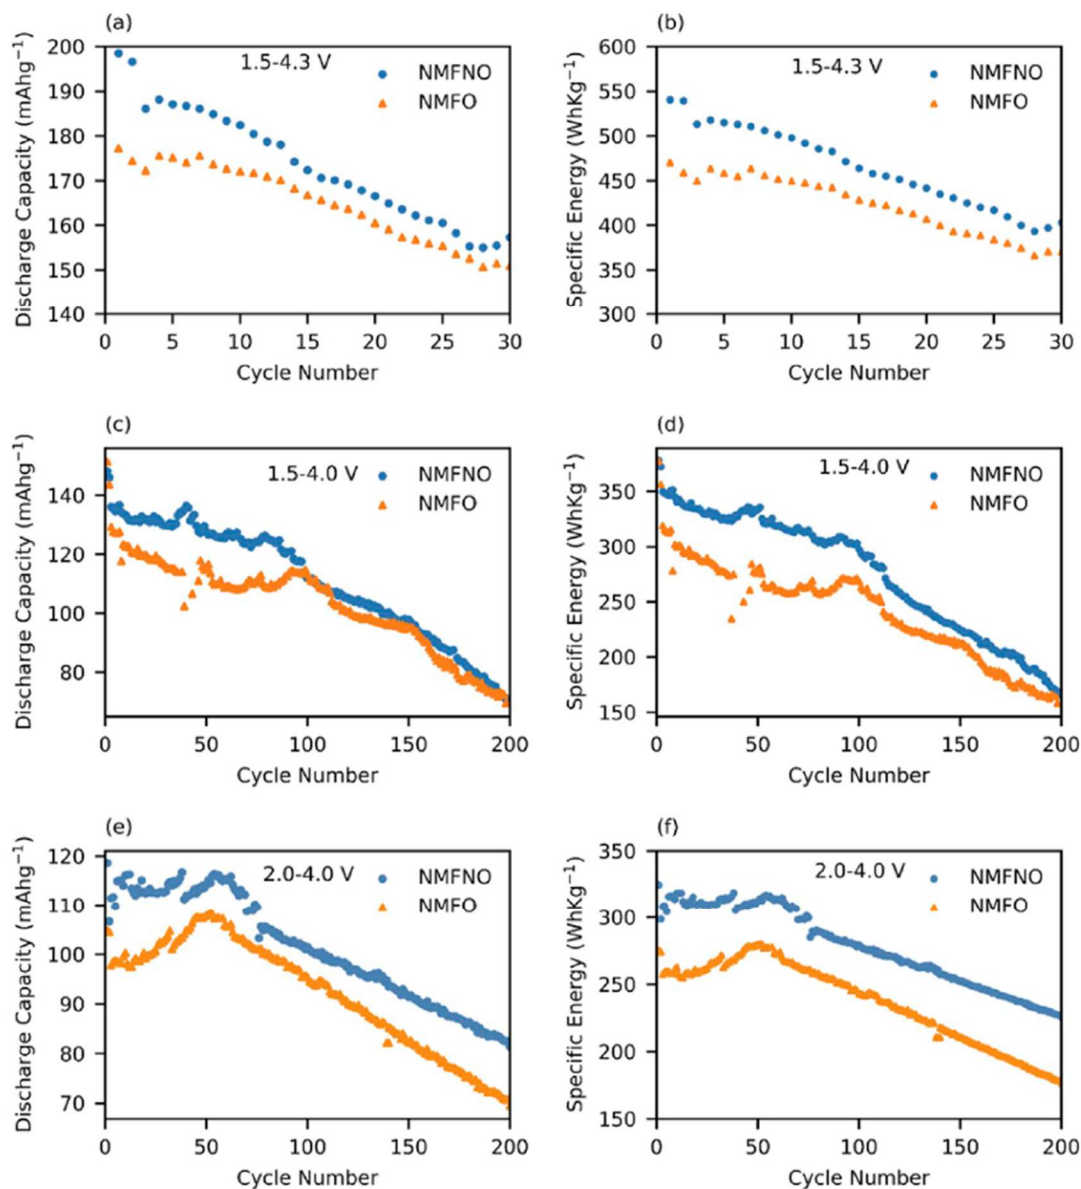 (a)
200
190
180
170
160
150
140
0 5 10 15 20 25 30
Discharge Capacity (mAhg⁻¹)
Cycle Number
1.5-4.3 V
NMFNO
NMFO
(b)
600
550
500
450
400
350
300
0 5 10 15 20 25 30
Specific Energy (WhKg⁻¹)
Cycle Number
1.5-4.3 V
NMFNO
NMFO
(c)
140
120
100
80
0 50 100 150 200
Discharge Capacity (mAhg⁻¹)
Cycle Number
1.5-4.0 V
NMFNO
NMFO
(d)
350
300
250
200
150
0 50 100 150 200
Specific Energy (WhKg⁻¹)
Cycle Number
1.5-4.0 V
NMFNO
NMFO
(e)
120
110
100
90
80
70
0 50 100 150 200
Discharge Capacity (mAhg⁻¹)
Cycle Number
2.0-4.0 V
NMFNO
NMFO
(f)
350
300
250
200
150
0 50 100 150 200
Specific Energy (WhKg⁻¹)
Cycle Number
2.0-4.0 V
NMFNO
NMFO